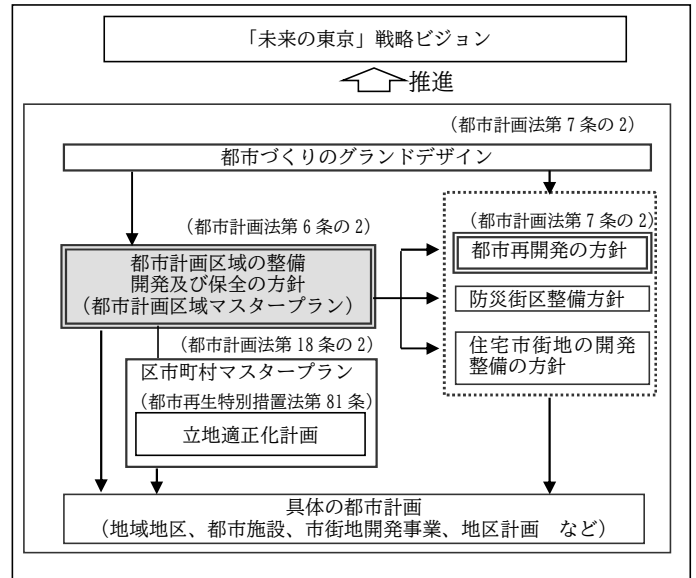 「未来の東京」戦略ビジョン
推進
（都市計画法第7条の2）
都市づくりのグランドデザイン
（都市計画法第6条の2）
（都市計画法第7条の2）
都市計画区域の整備
開発及び保全の方針
（都市計画区域マスタープラン）
都市再開発の方針
防災街区整備方針
住宅市街地の開発
整備の方針
（都市計画法第18条の2）
区市町村マスタープラン
（都市再生特別措置法第81条）
立地適正化計画
具体の都市計画
（地域地区、都市施設、市街地開発事業、地区計画　など）